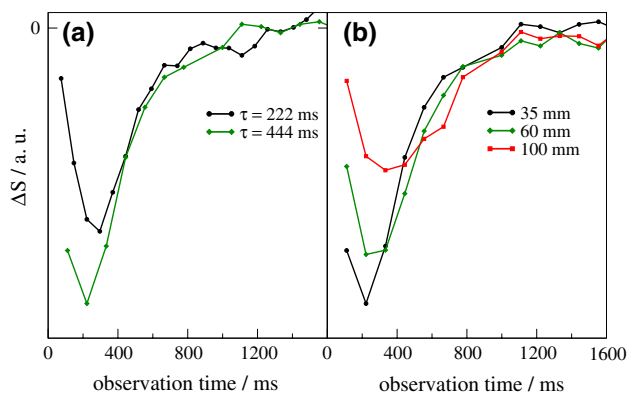 0
(a)
(b)
τ = 222 ms
τ = 444 ms
35 mm
60 mm
100 mm
ΔS / a. u.
0 400 800 1200 0 400 800 1200 1600
observation time / ms observation time / ms